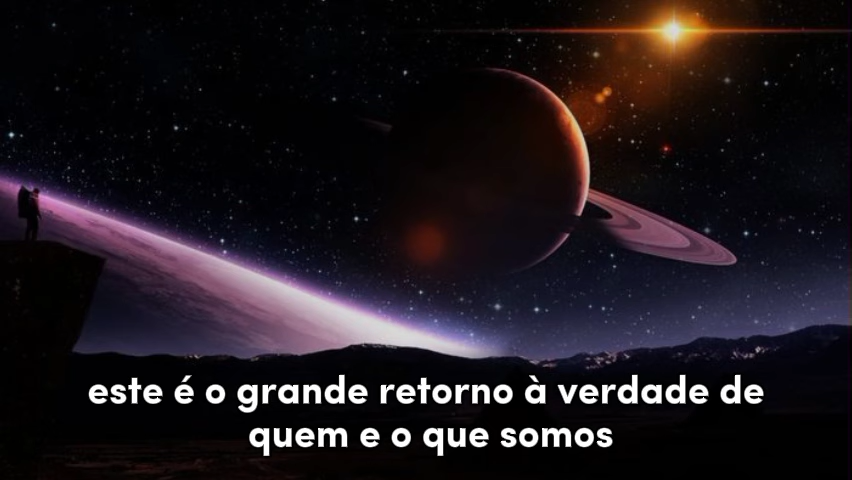 este é o grande retorno à verdade de
quem e o que somos